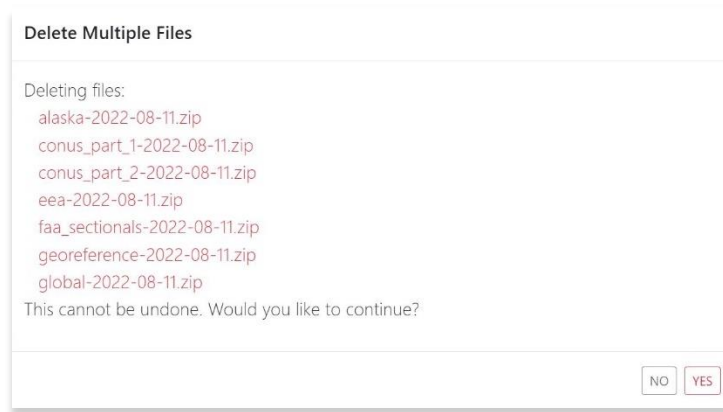 Delete Multiple Files
Deleting files:
alaska-2022-08-11.zip
conus_part_1-2022-08-11.zip
conus_part_2-2022-08-11.zip
eea-2022-08-11.zip
faa_sectionals-2022-08-11.zip
georeference-2022-08-11.zip
global-2022-08-11.zip
This cannot be undone. Would you like to continue?
NO YES